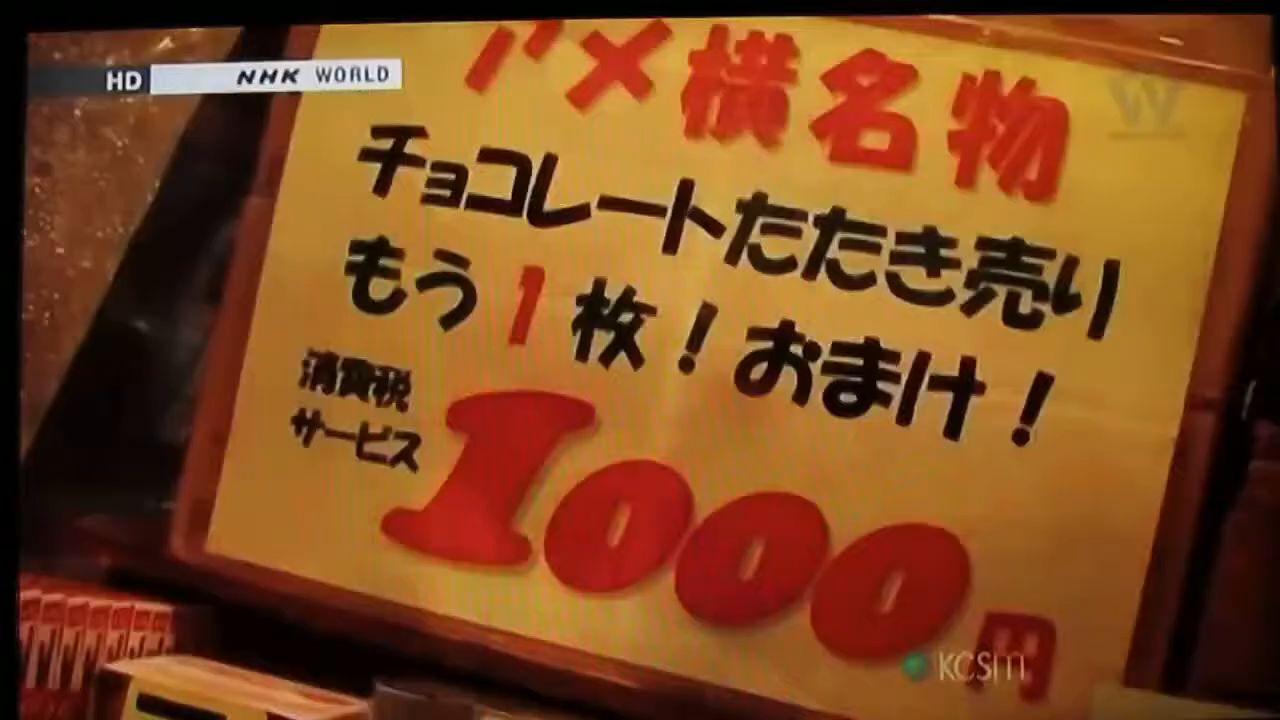 HD NHK WORLD
W
アメ横名物
チョコレートたたき売り
もう1枚！おまけ！
消費税
サービス
1000円
KCSM